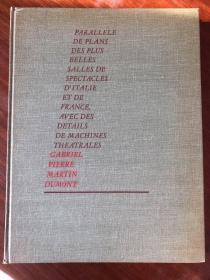 PARALLELE
DE PLANS
DES PLUS
BELLES
SALLES DE
SPECTACLES
D'ITALIE
ET DE
FRANCE,
AVEC DES
DETAILS
DE MACHINES
THEATRALES
GABRIEL
PIERRE
MARTIN
DUMONT